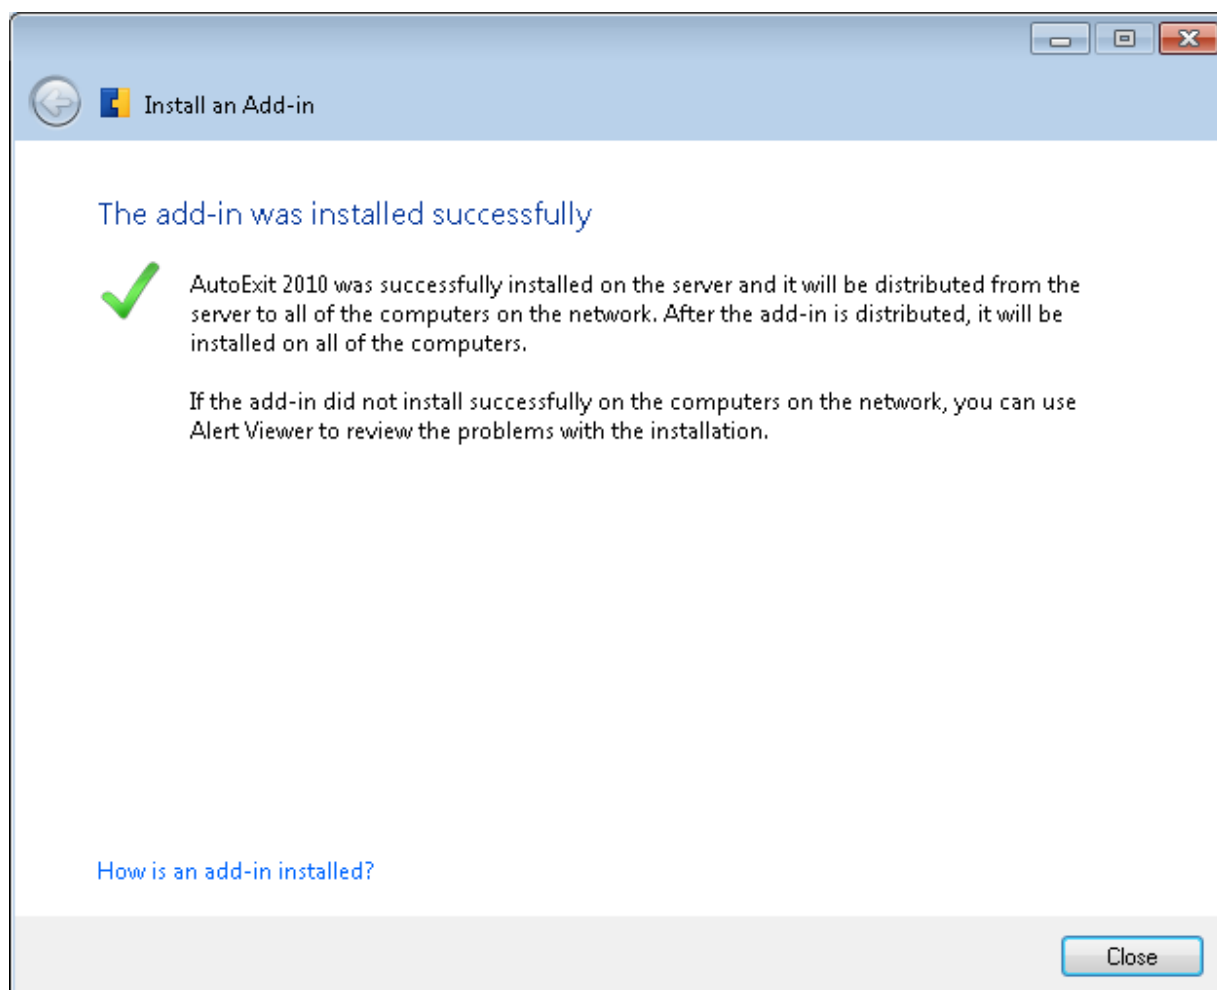 Install an Add-in
The add-in was installed successfully
AutoExit 2010 was successfully installed on the server and it will be distributed from the
server to all of the computers on the network. After the add-in is distributed, it will be
installed on all of the computers.
If the add-in did not install successfully on the computers on the network, you can use
Alert Viewer to review the problems with the installation.
How is an add-in installed?
Close